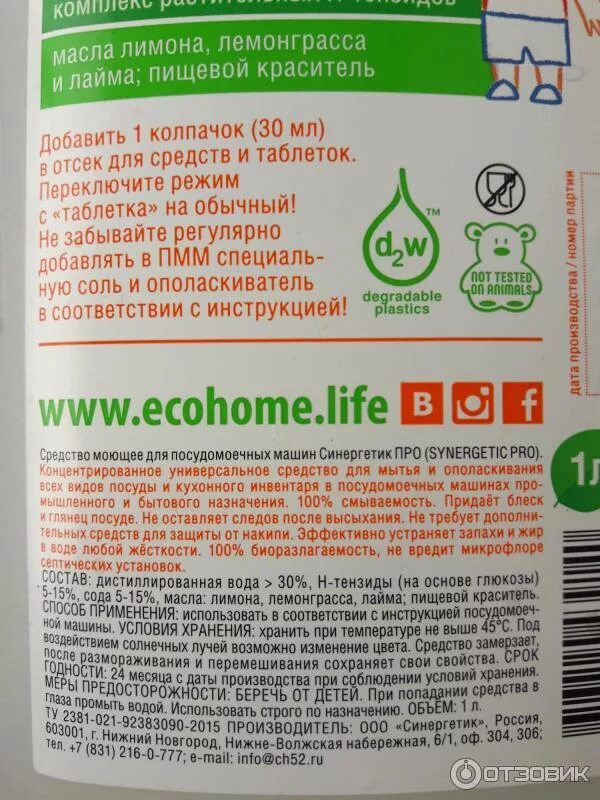 комплекс растительных Н-тензидов
масла лимона, лемонграсса
и лайма; пищевой краситель
Добавить 1 колпачок (30 мл)
в отсек для средств и таблеток.
Переключите режим
с «таблетка» на обычный!
Не забывайте регулярно
добавлять в ПММ специаль-
ную соль и ополаскиватель
в соответствии с инструкцией!
d2w™
degradable
plastics
NOT TESTED
ON ANIMALS
дата производства / номер партии
www.ecohome.life
В f
1л
Средство моющее для посудомоечных машин Синергетик ПРО (SYNERGETIC PRO).
Концентрированное универсальное средство для мытья и ополаскивания
всех видов посуды и кухонного инвентаря в посудомоечных машинах про-
мышленного и бытового назначения. 100% смываемость. Придаёт блеск
и глянец посуде. Не оставляет следов после высыхания. Не требует дополни-
тельных средств для защиты от накипи. Эффективно устраняет запахи и жир
в воде любой жёсткости. 100% биоразлагаемость, не вредит микрофлоре
септических установок.
СОСТАВ: дистиллированная вода > 30%, Н-тензиды (на основе глюкозы)
5-15%, сода 5-15%, масла: лимона, лемонграсса, лайма; пищевой краситель.
СПОСОБ ПРИМЕНЕНИЯ: использовать в соответствии с инструкцией посудомоеч-
ной машины. УСЛОВИЯ ХРАНЕНИЯ: хранить при температуре не выше 45°С. Под
воздействием солнечных лучей возможно изменение цвета. Средство замерзает,
после размораживания и перемешивания сохраняет свои свойства. СРОК
ГОДНОСТИ: 24 месяца с даты производства при соблюдении условий хранения.
МЕРЫ ПРЕДОСТОРОЖНОСТИ: БЕРЕЧЬ ОТ ДЕТЕЙ. При попадании средства в
глаза промыть водой. Использовать строго по назначению. ОБЪЁМ: 1 л.
ТУ 2381-021-92383090-2015 ПРОИЗВОДИТЕЛЬ: ООО «Синергетик», Россия,
603001, г. Нижний Новгород, Нижне-Волжская набережная, 6/1, оф. 304, 306;
тел. +7 (831) 216-0-777; e-mail: info@ch52.ru
ОТЗОВИК